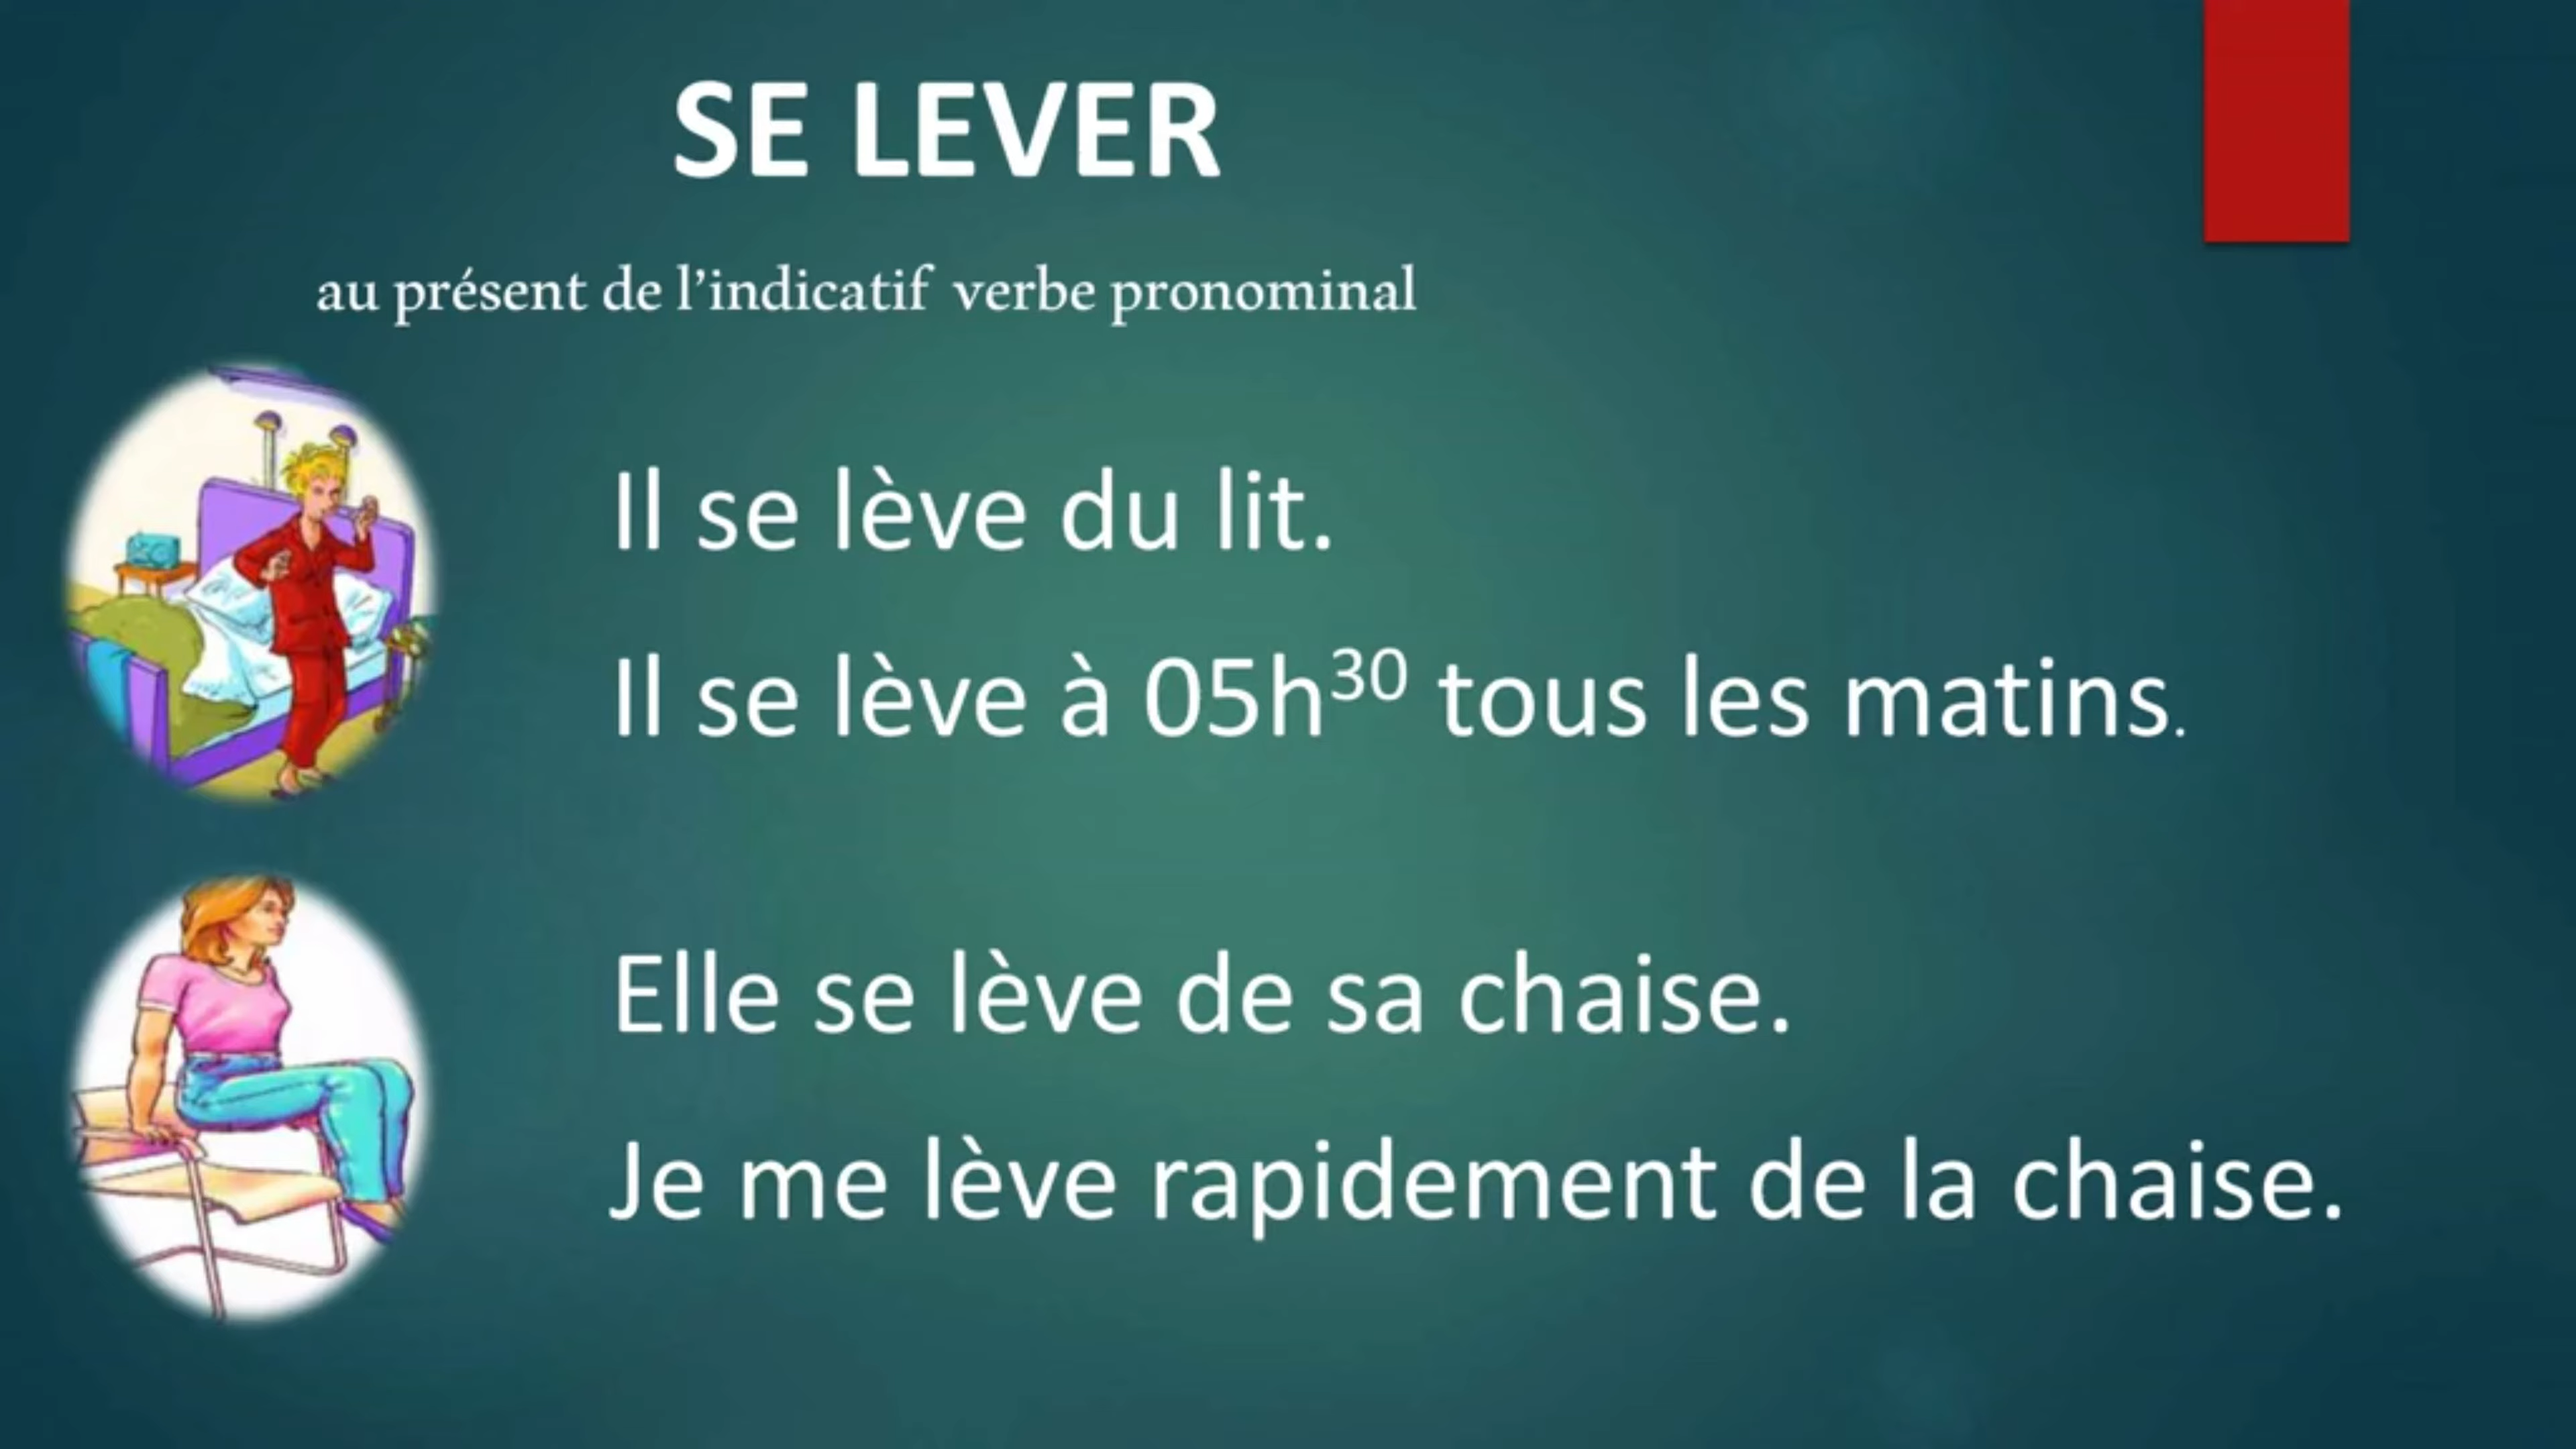 SE LEVER
au présent de l’indicatif verbe pronominal
Il se lève du lit.
Il se lève à 05h³⁰ tous les matins.
Elle se lève de sa chaise.
Je me lève rapidement de la chaise.